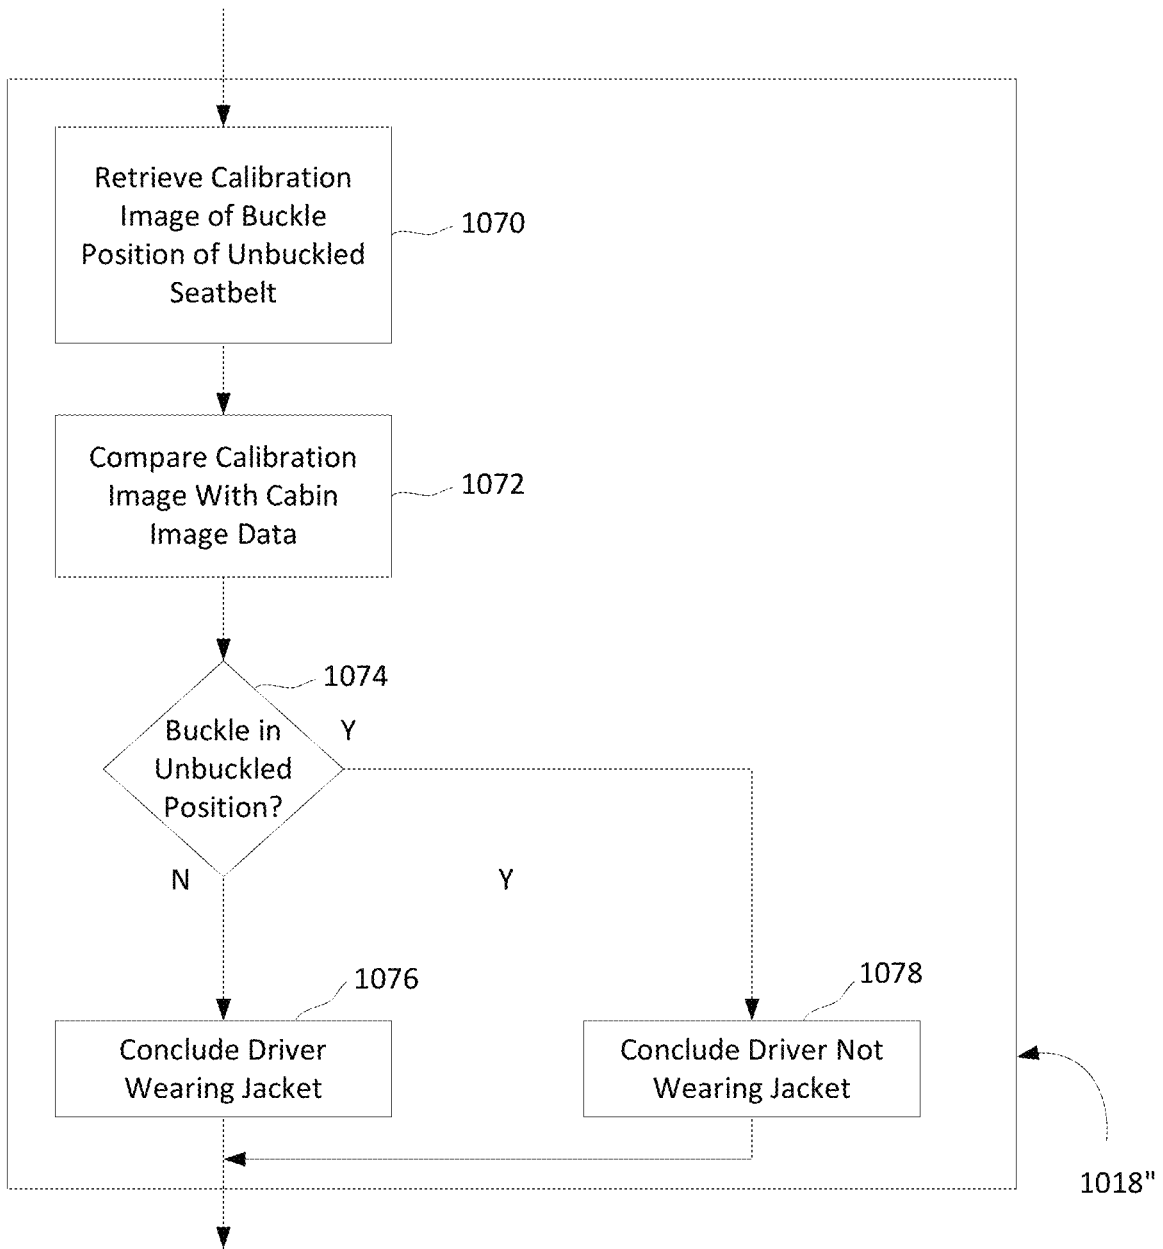 Retrieve Calibration
Image of Buckle
Position of Unbuckled
Seatbelt
1070
Compare Calibration
Image With Cabin
Image Data
1072
1074
Buckle in
Unbuckled
Position?
Y
N
Y
1076
1078
Conclude Driver
Wearing Jacket
Conclude Driver Not
Wearing Jacket
1018"